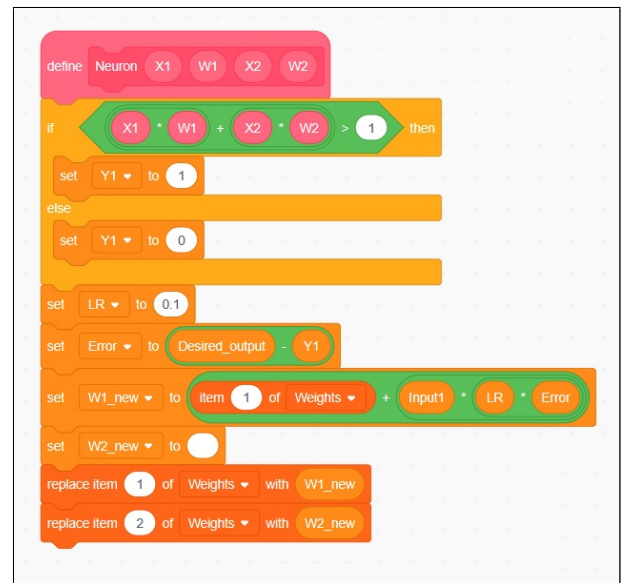 define Neuron X1 W1 X2 W2
if X1 * W1 + X2 * W2 > 1 then
set Y1 to 1
else
set Y1 to 0
set LR to 0.1
set Error to Desired_output - Y1
set W1_new to item 1 of Weights + Input1 * LR * Error
set W2_new to
replace item 1 of Weights with W1_new
replace item 2 of Weights with W2_new